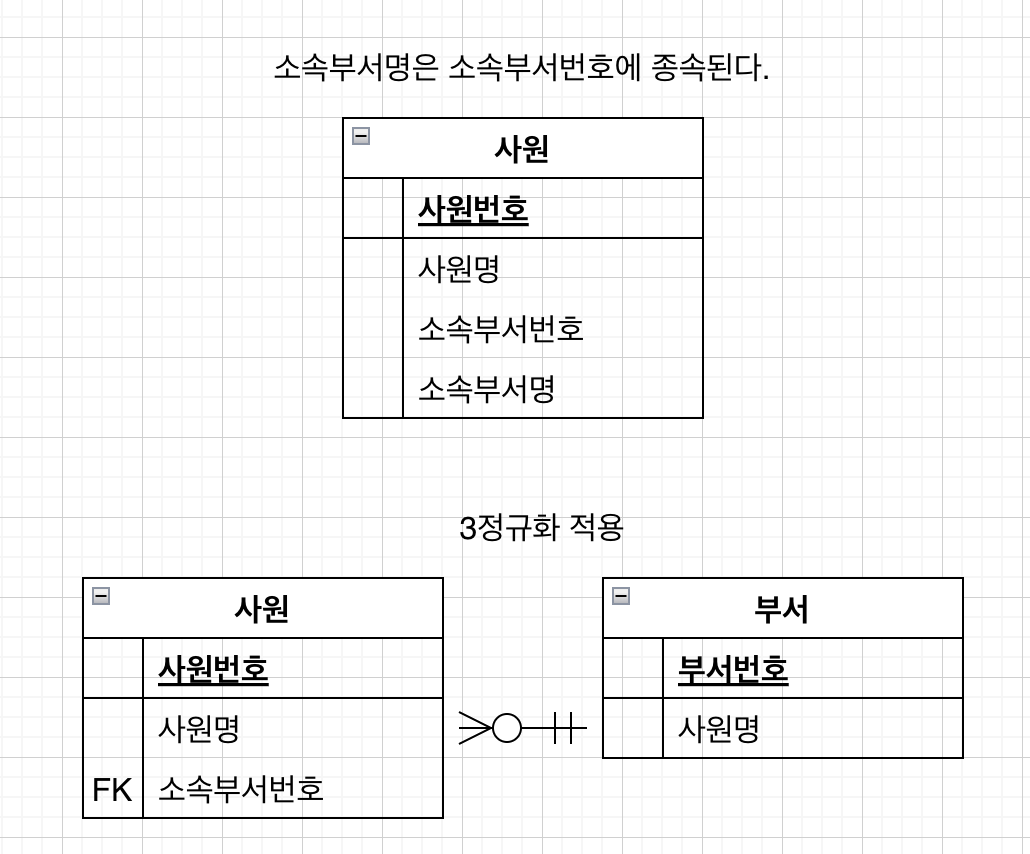 소속부서명은 소속부서번호에 종속된다.
사원
사원번호
사원명
소속부서번호
소속부서명
3정규화 적용
사원
사원번호
사원명
FK 소속부서번호
부서
부서번호
사원명